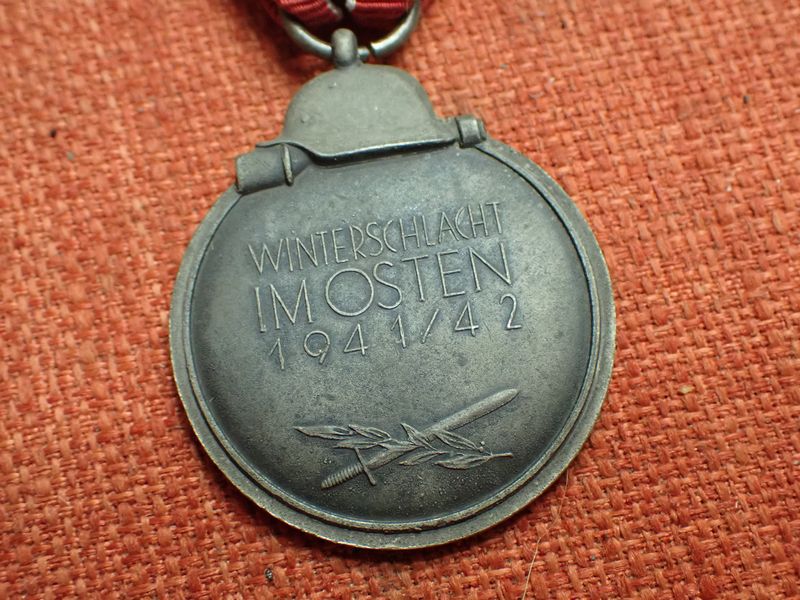 WINTERSCHLACHT
IM OSTEN
1941/42